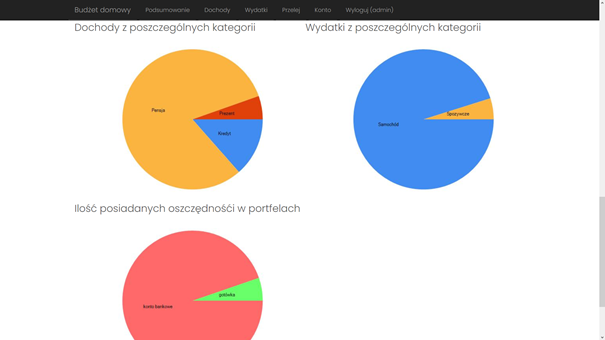 Budżet domowy Podsumowanie Dochody Wydatki Przelej Konto Wyloguj (admin)
Dochody z poszczególnych kategorii
Wydatki z poszczególnych kategorii
Pensja
Prezent
Kredyt
Samochód
Spożywcze
Ilość posiadanych oszczędnośći w portfelach
gotówka
konto bankowe